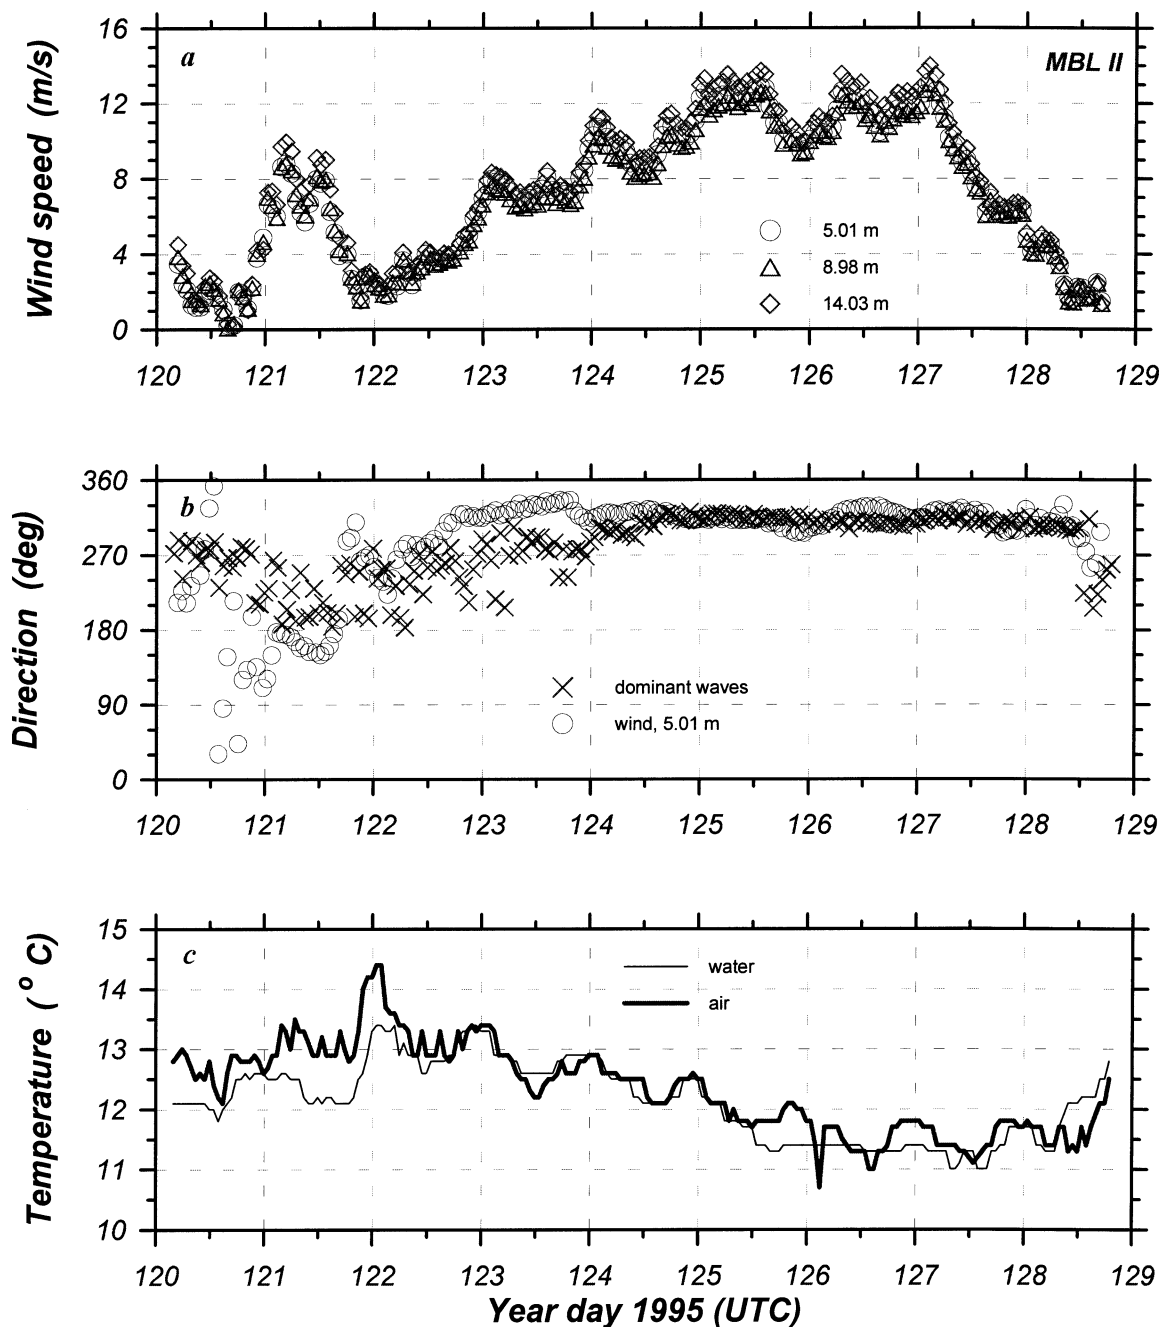 16
12
8
4
0
Wind speed (m/s)
a
MBL II
5.01 m
8.98 m
14.03 m
120 121 122 123 124 125 126 127 128 129
360
270
180
90
0
Direction (deg)
b
dominant waves
wind, 5.01 m
120 121 122 123 124 125 126 127 128 129
15
14
13
12
11
10
Temperature (° C)
c
water
air
120 121 122 123 124 125 126 127 128 129
Year day 1995 (UTC)